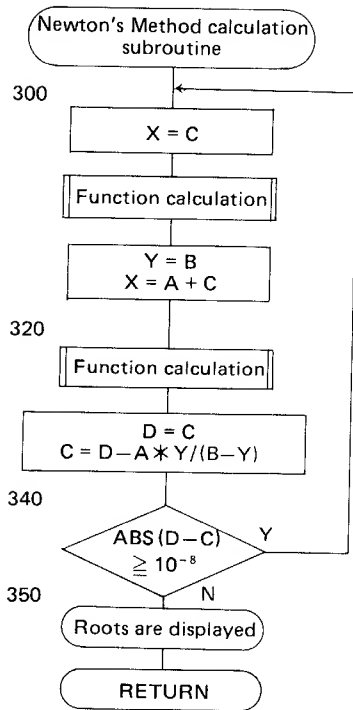 Newton's Method calculation
subroutine
300
X = C
Function calculation
Y = B
X = A + C
320
Function calculation
D = C
C = D – A * Y/(B–Y)
340
ABS (D–C)
≧ 10⁻⁸
Y
350
N
Roots are displayed
RETURN